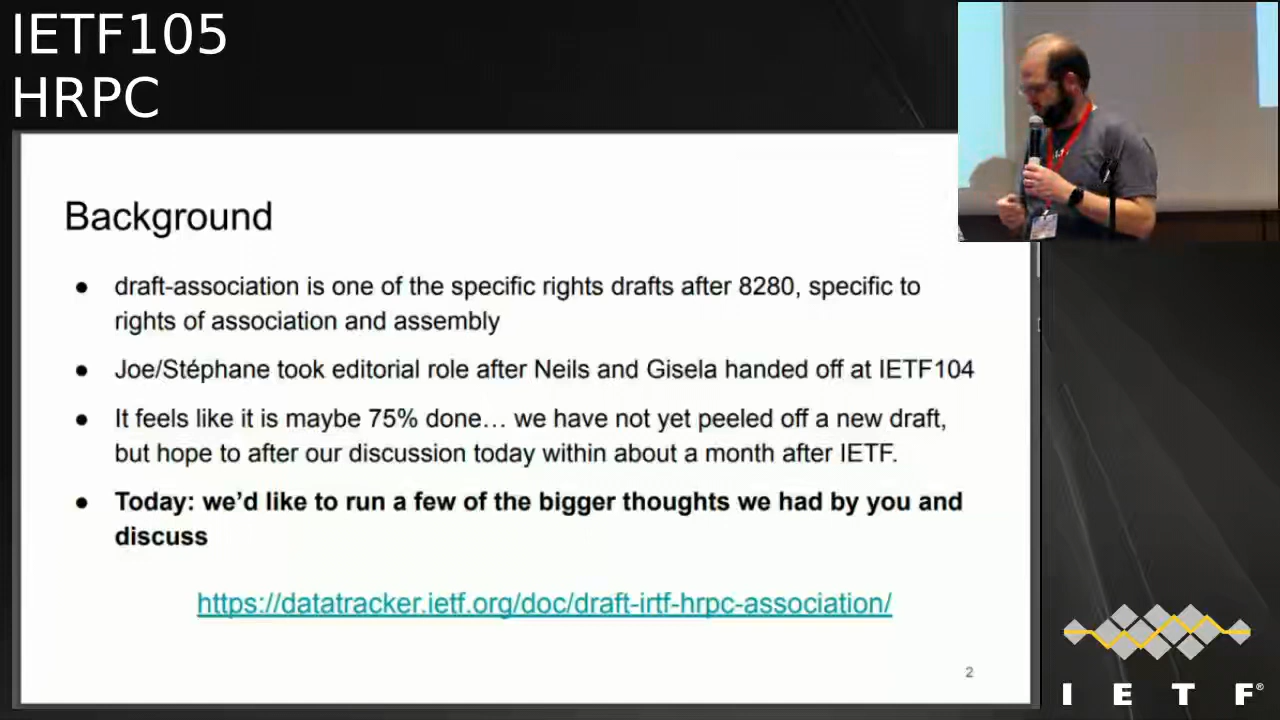 IETF105
HRPC
Background
● draft-association is one of the specific rights drafts after 8280, specific to
rights of association and assembly
● Joe/Stéphane took editorial role after Neils and Gisela handed off at IETF104
● It feels like it is maybe 75% done… we have not yet peeled off a new draft,
but hope to after our discussion today within about a month after IETF.
● Today: we’d like to run a few of the bigger thoughts we had by you and
discuss
https://datatracker.ietf.org/doc/draft-irtf-hrpc-association/
2
I E T F®